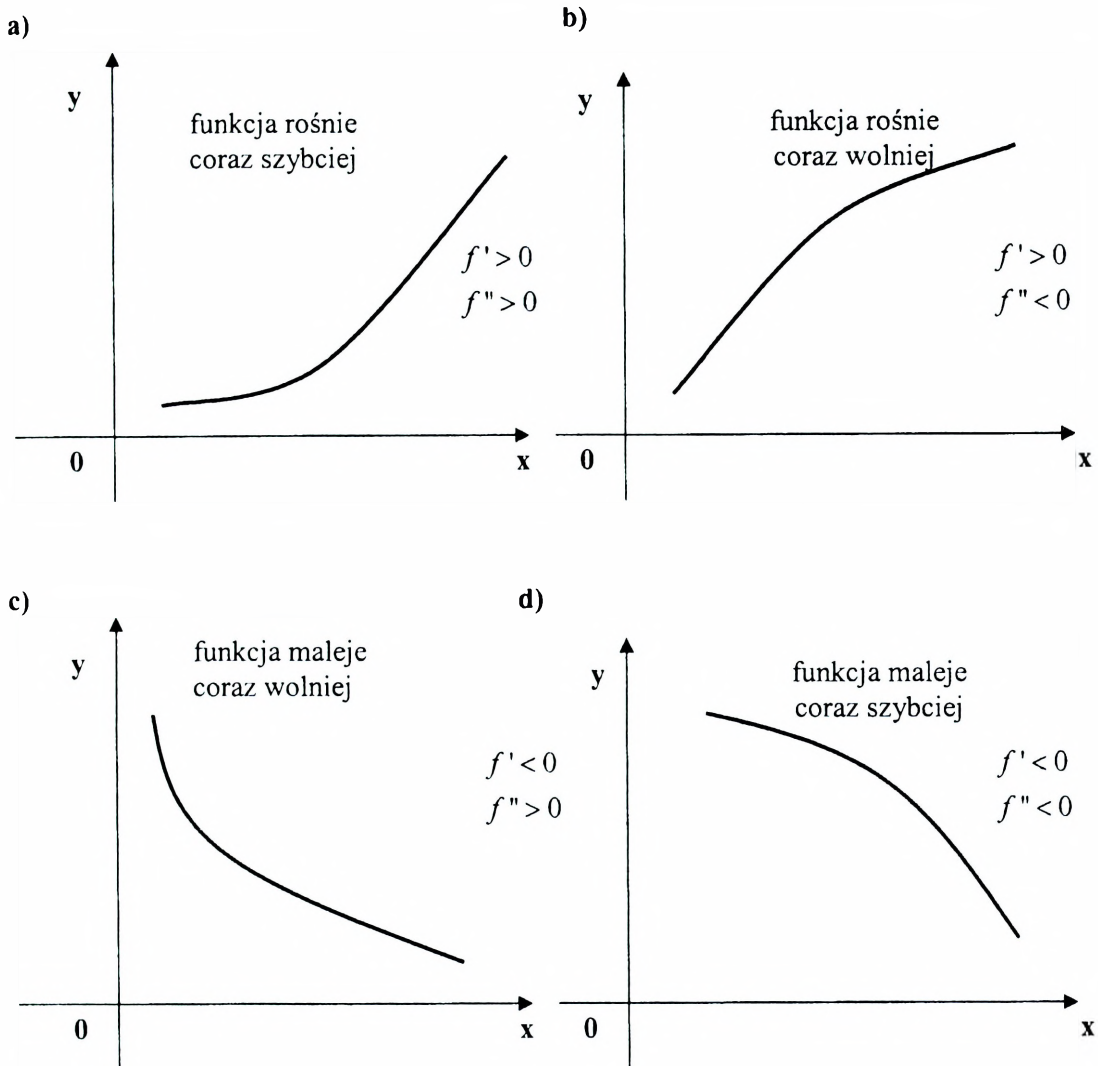 a)
y
funkcja rośnie
coraz szybciej
f ' > 0
f " > 0
0
x
b)
y
funkcja rośnie
coraz wolniej
f ' > 0
f " < 0
0
x
c)
y
funkcja maleje
coraz wolniej
f ' < 0
f " > 0
0
x
d)
y
funkcja maleje
coraz szybciej
f ' < 0
f " < 0
0
x